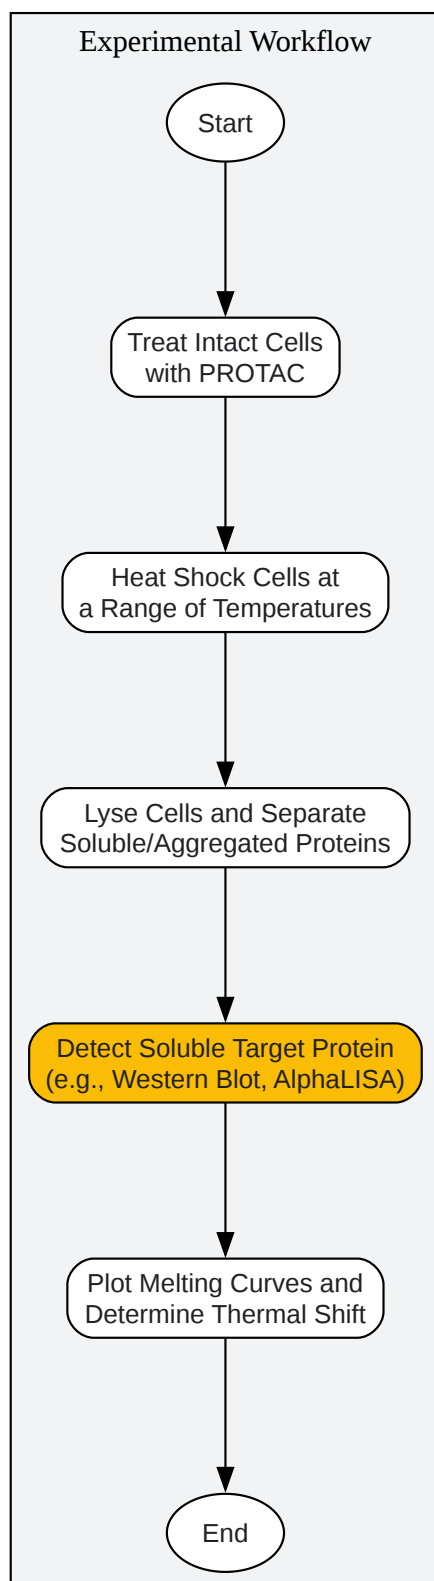 Experimental Workflow
Start
Treat Intact Cells
with PROTAC
Heat Shock Cells at
a Range of Temperatures
Lyse Cells and Separate
Soluble/Aggregated Proteins
Detect Soluble Target Protein
(e.g., Western Blot, AlphaLISA)
Plot Melting Curves and
Determine Thermal Shift
End